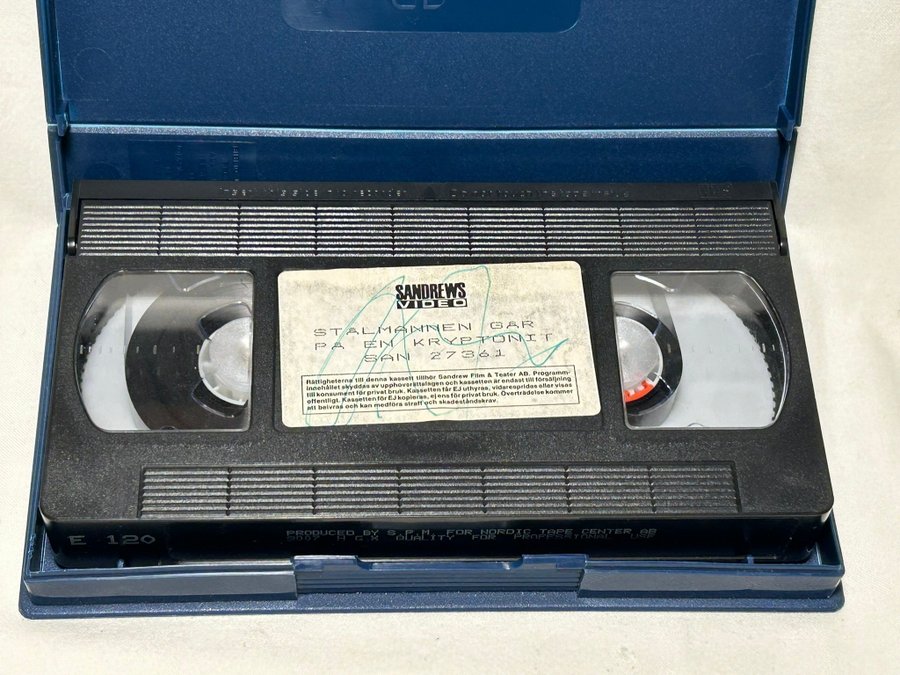 SANDREWS
VIDEO
STÅLMANNEN GÅR
PÅ EN KRYPTONIT
SAN 27361
Rättigheterna till denna kassett tillhör Sandrew Film & Teater AB. Programm-
innehållet skyddas av upphovsrättslagen och kassetten är endast till försäljning
till konsument för privat bruk. Kassetten får EJ uthyras, vidarespridas eller visas
offentligt. Kassetten får EJ kopieras, ej ens för privat bruk. Överträdelse kommer
att beivras och kan medföra straff och skadeståndskrav.
E 120
PRODUCED BY S.P.M. FOR NORDIC TAPE CENTER AB
H G X QUALITY FOR PROFESSIONAL USE